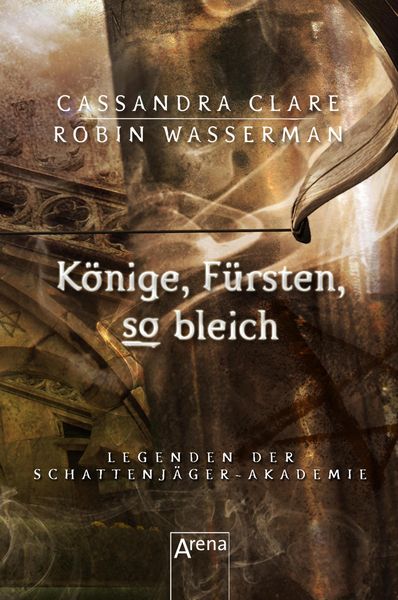 CASSANDRA CLARE
ROBIN WASSERMAN
Könige, Fürsten,
so bleich
LEGENDEN DER
SCHATTENJÄGER-AKADEMIE
Arena